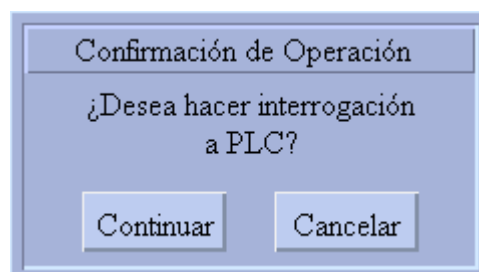 Confirmación de Operación
¿Desea hacer interrogación
a PLC?
Continuar
Cancelar